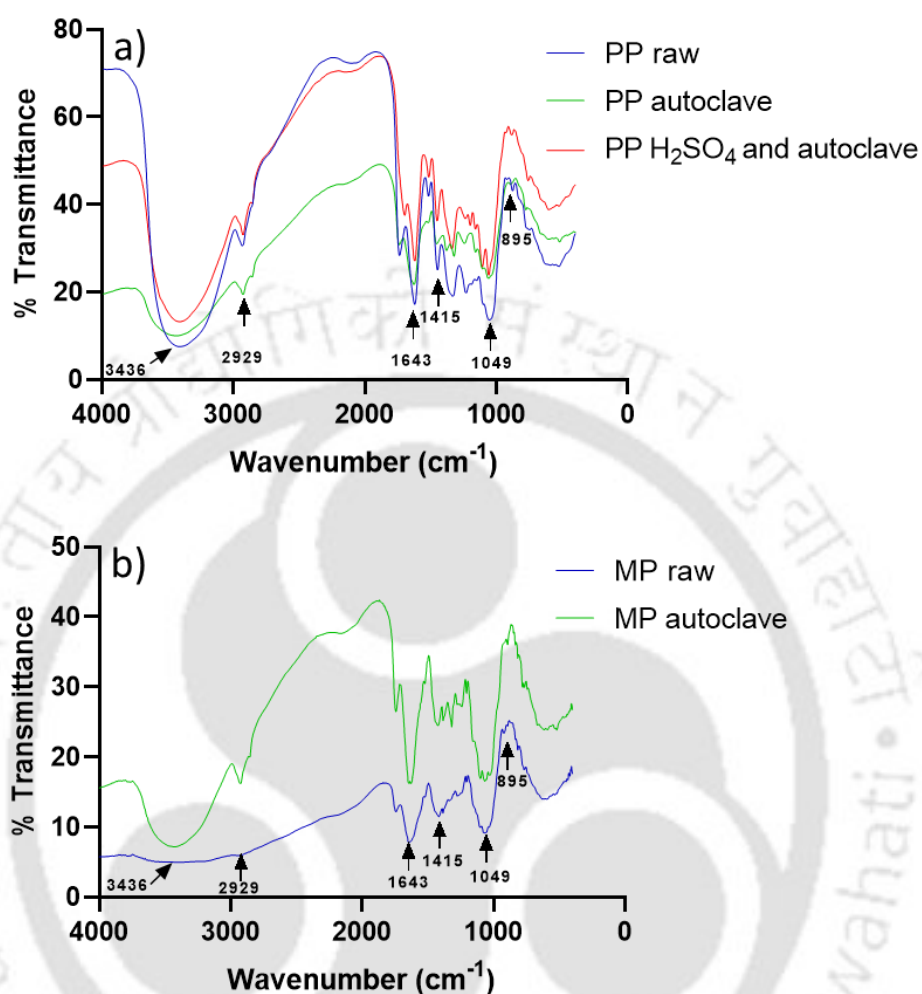 a)
80
60
40
20
0
% Transmittance
PP raw
PP autoclave
PP H₂SO₄ and autoclave
3436
2929
1643
1415
1049
895
4000 3000 2000 1000 0
Wavenumber (cm⁻¹)
b)
50
40
30
20
10
0
% Transmittance
MP raw
MP autoclave
3436
2929
1643
1415
1049
895
4000 3000 2000 1000 0
Wavenumber (cm⁻¹)
wahati